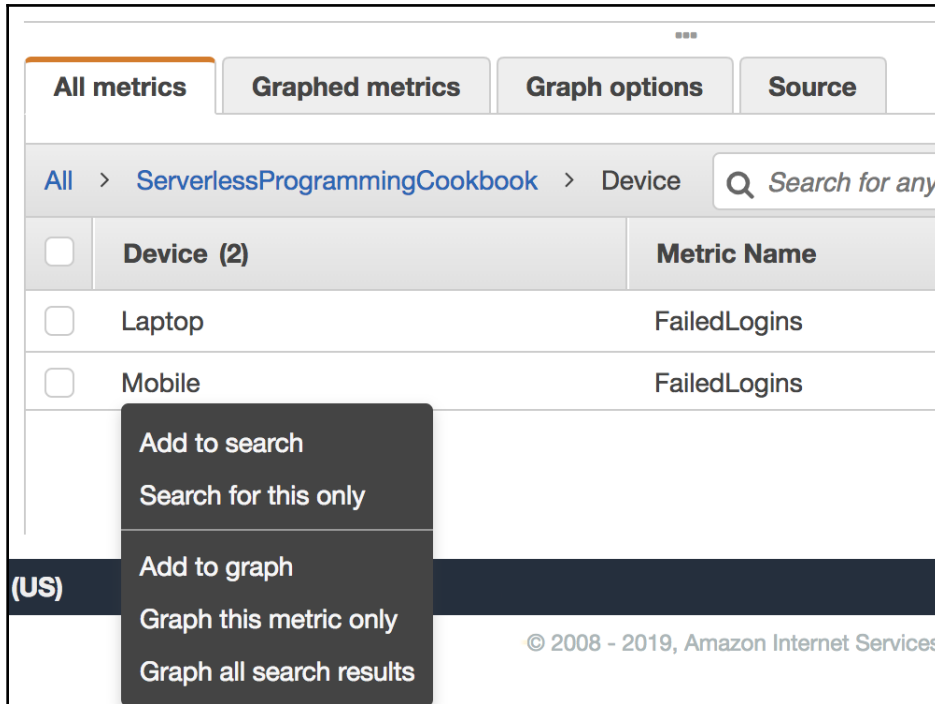 All metrics Graphed metrics Graph options Source
All > ServerlessProgrammingCookbook > Device Search for any
Device (2) Metric Name
Laptop FailedLogins
Mobile FailedLogins
Add to search
Search for this only
Add to graph
(US)
Graph this metric only
© 2008 - 2019, Amazon Internet Services
Graph all search results